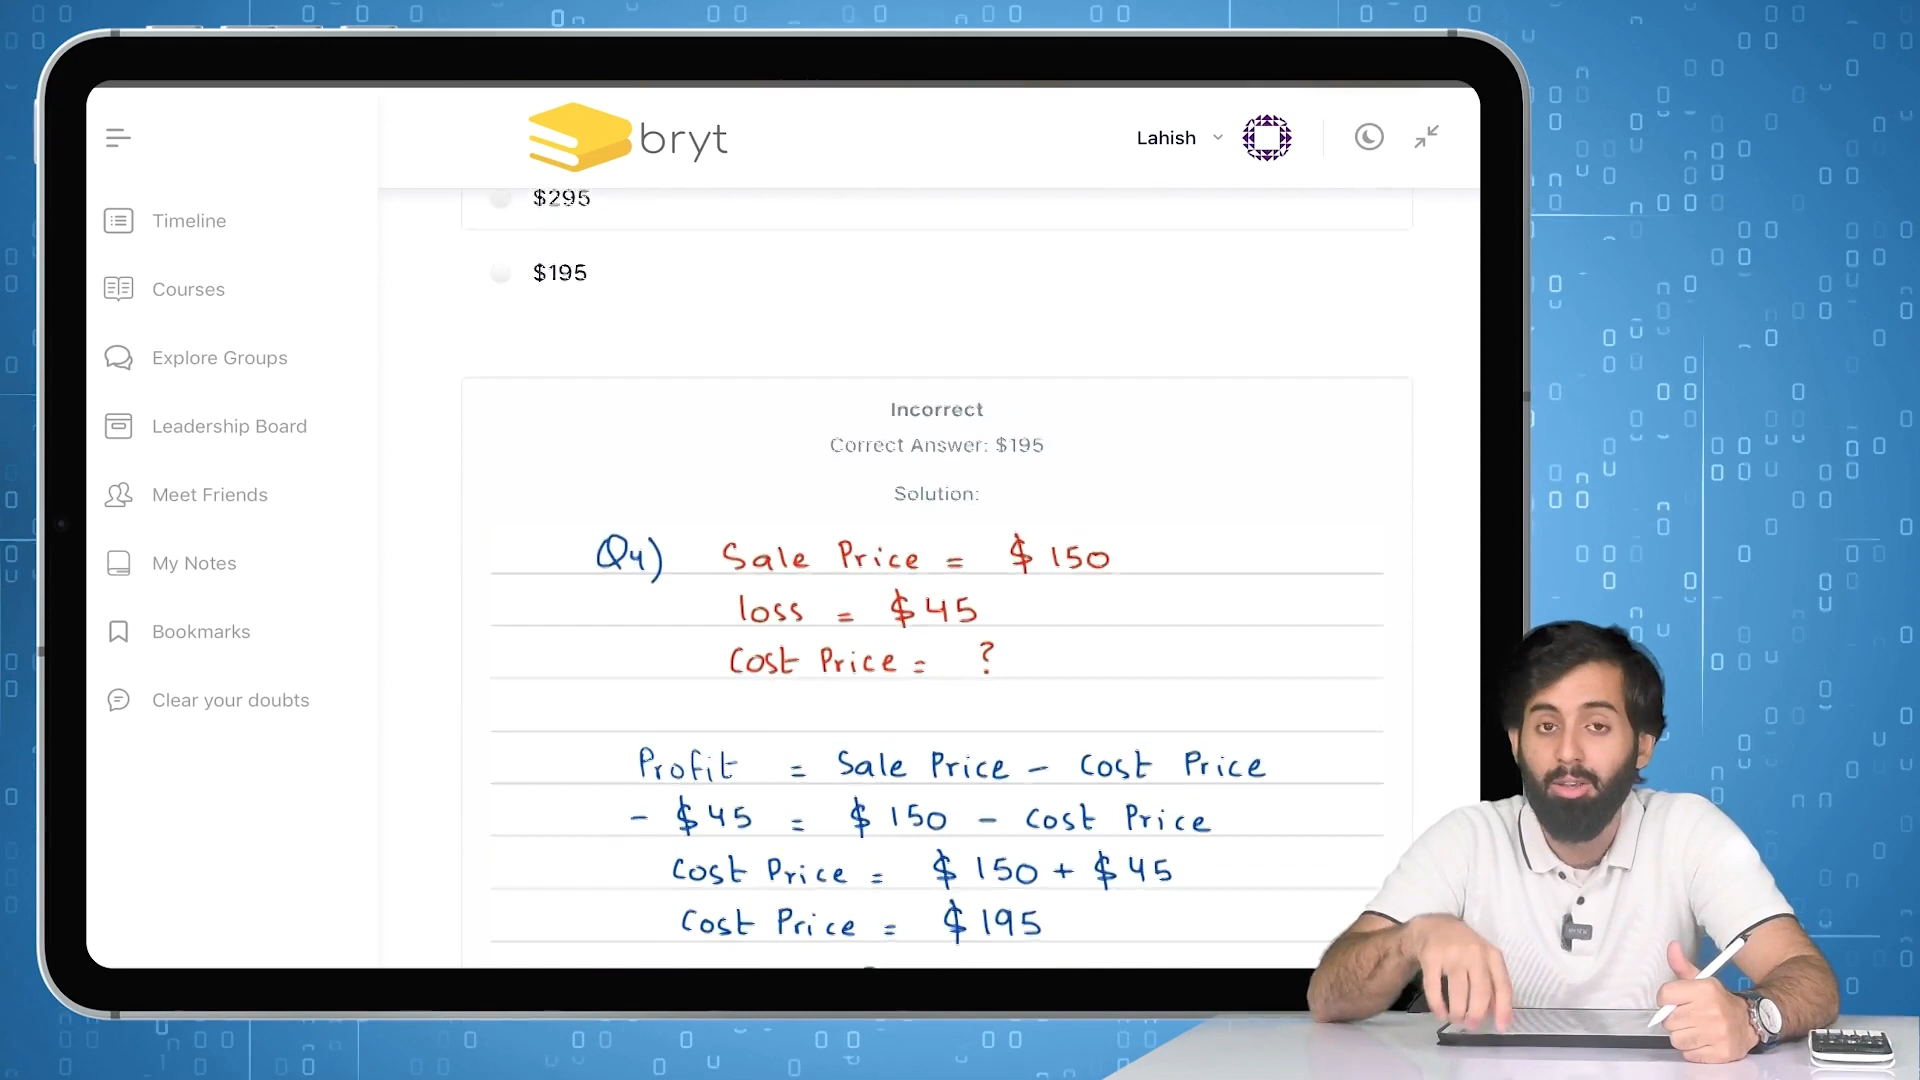 bryt
Lahish
Timeline
Courses
Explore Groups
Leadership Board
Meet Friends
My Notes
Bookmarks
Clear your doubts
$295
$195
Incorrect
Correct Answer: $195
Solution:
Q4) Sale Price = $150
loss = $45
Cost Price = ?
Profit = Sale Price - Cost Price
- $45 = $150 - Cost Price
Cost Price = $150 + $45
Cost Price = $195